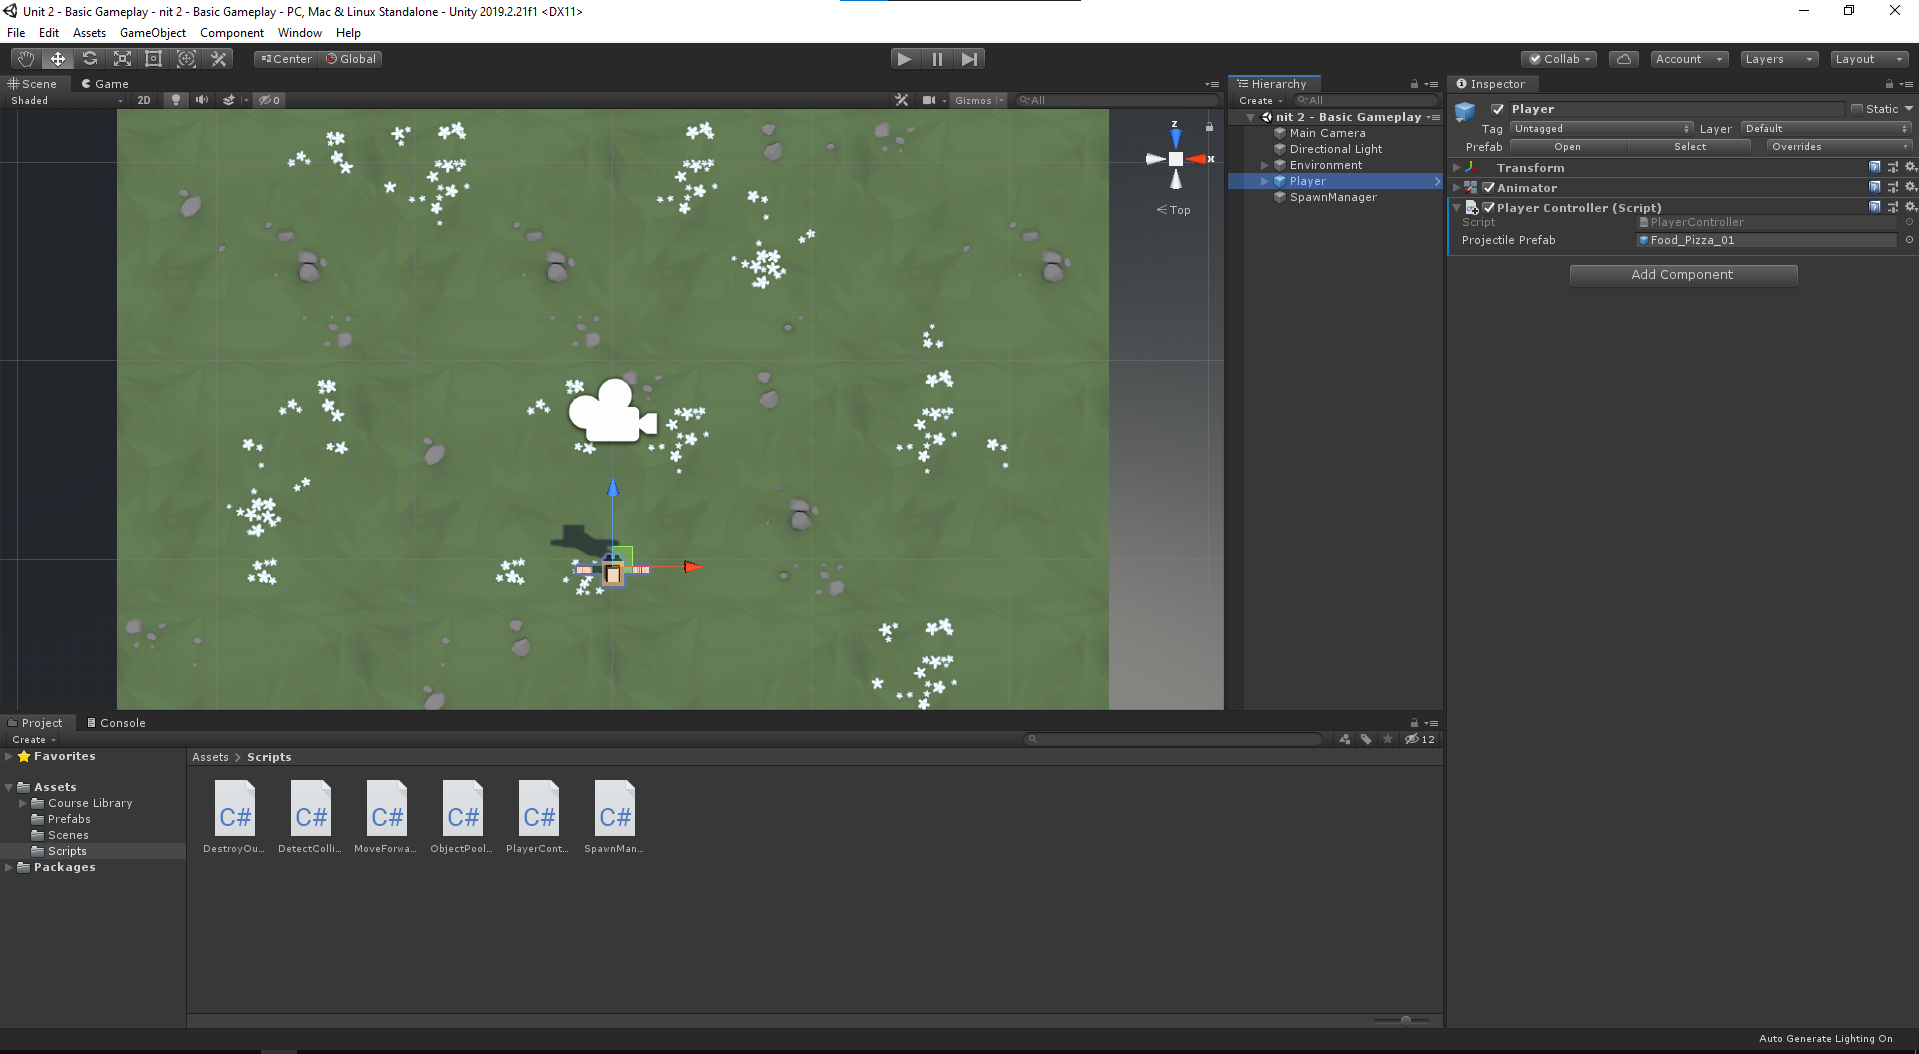 Unit 2 - Basic Gameplay - nit 2 - Basic Gameplay - PC, Mac & Linux Standalone - Unity 2019.2.21f1 <DX11>
File Edit Assets GameObject Component Window Help
Center Global Collab Account Layers Layout
Scene Game
Shaded 2D 0 Gizmos All
z
x
Top
Hierarchy
Create All
nit 2 - Basic Gameplay
Main Camera
Directional Light
Environment
Player
SpawnManager
Inspector
Player Static
Tag Untagged Layer Default
Prefab Open Select Overrides
Transform
Animator
Player Controller (Script)
Script PlayerController
Projectile Prefab Food_Pizza_01
Add Component
Project Console
Create 12
Favorites
Assets
Course Library
Prefabs
Scenes
Scripts
Packages
Assets > Scripts
C# C# C# C# C# C#
DestroyOu... DetectColli... MoveForwa... ObjectPool... PlayerCont... SpawnMan...
Auto Generate Lighting On